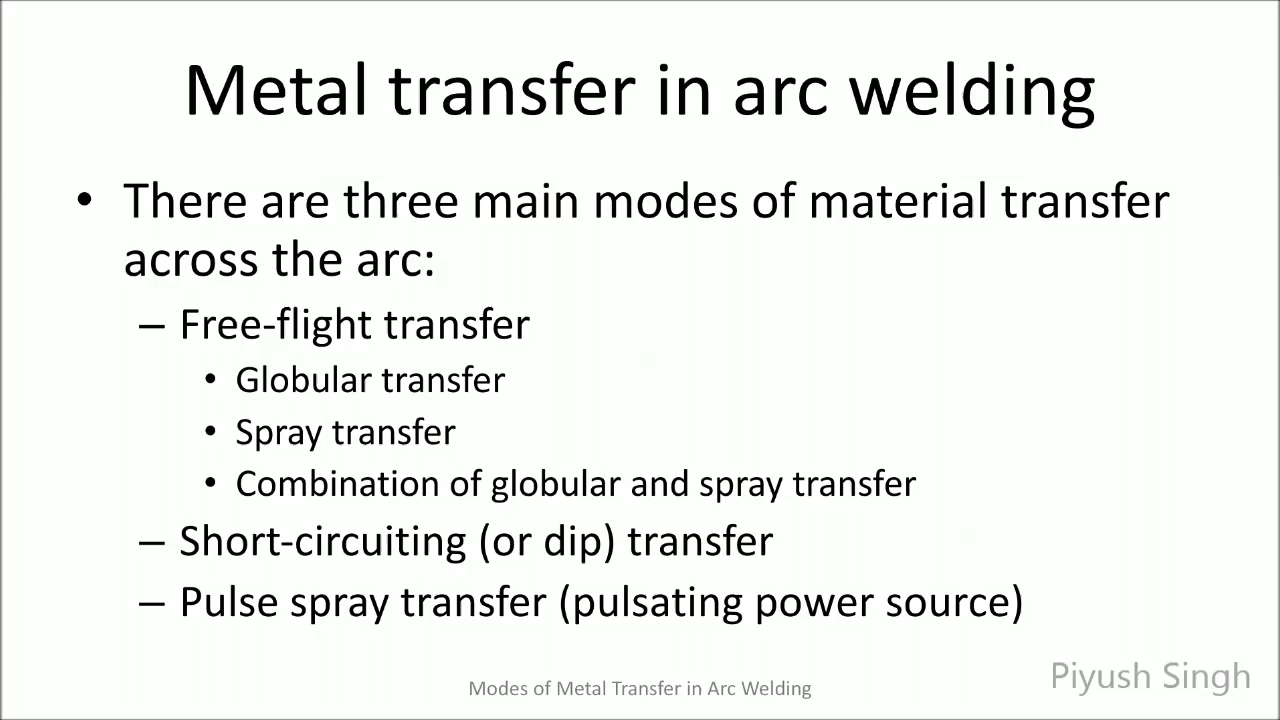 Metal transfer in arc welding
• There are three main modes of material transfer
across the arc:
– Free-flight transfer
• Globular transfer
• Spray transfer
• Combination of globular and spray transfer
– Short-circuiting (or dip) transfer
– Pulse spray transfer (pulsating power source)
Modes of Metal Transfer in Arc Welding
Piyush Singh